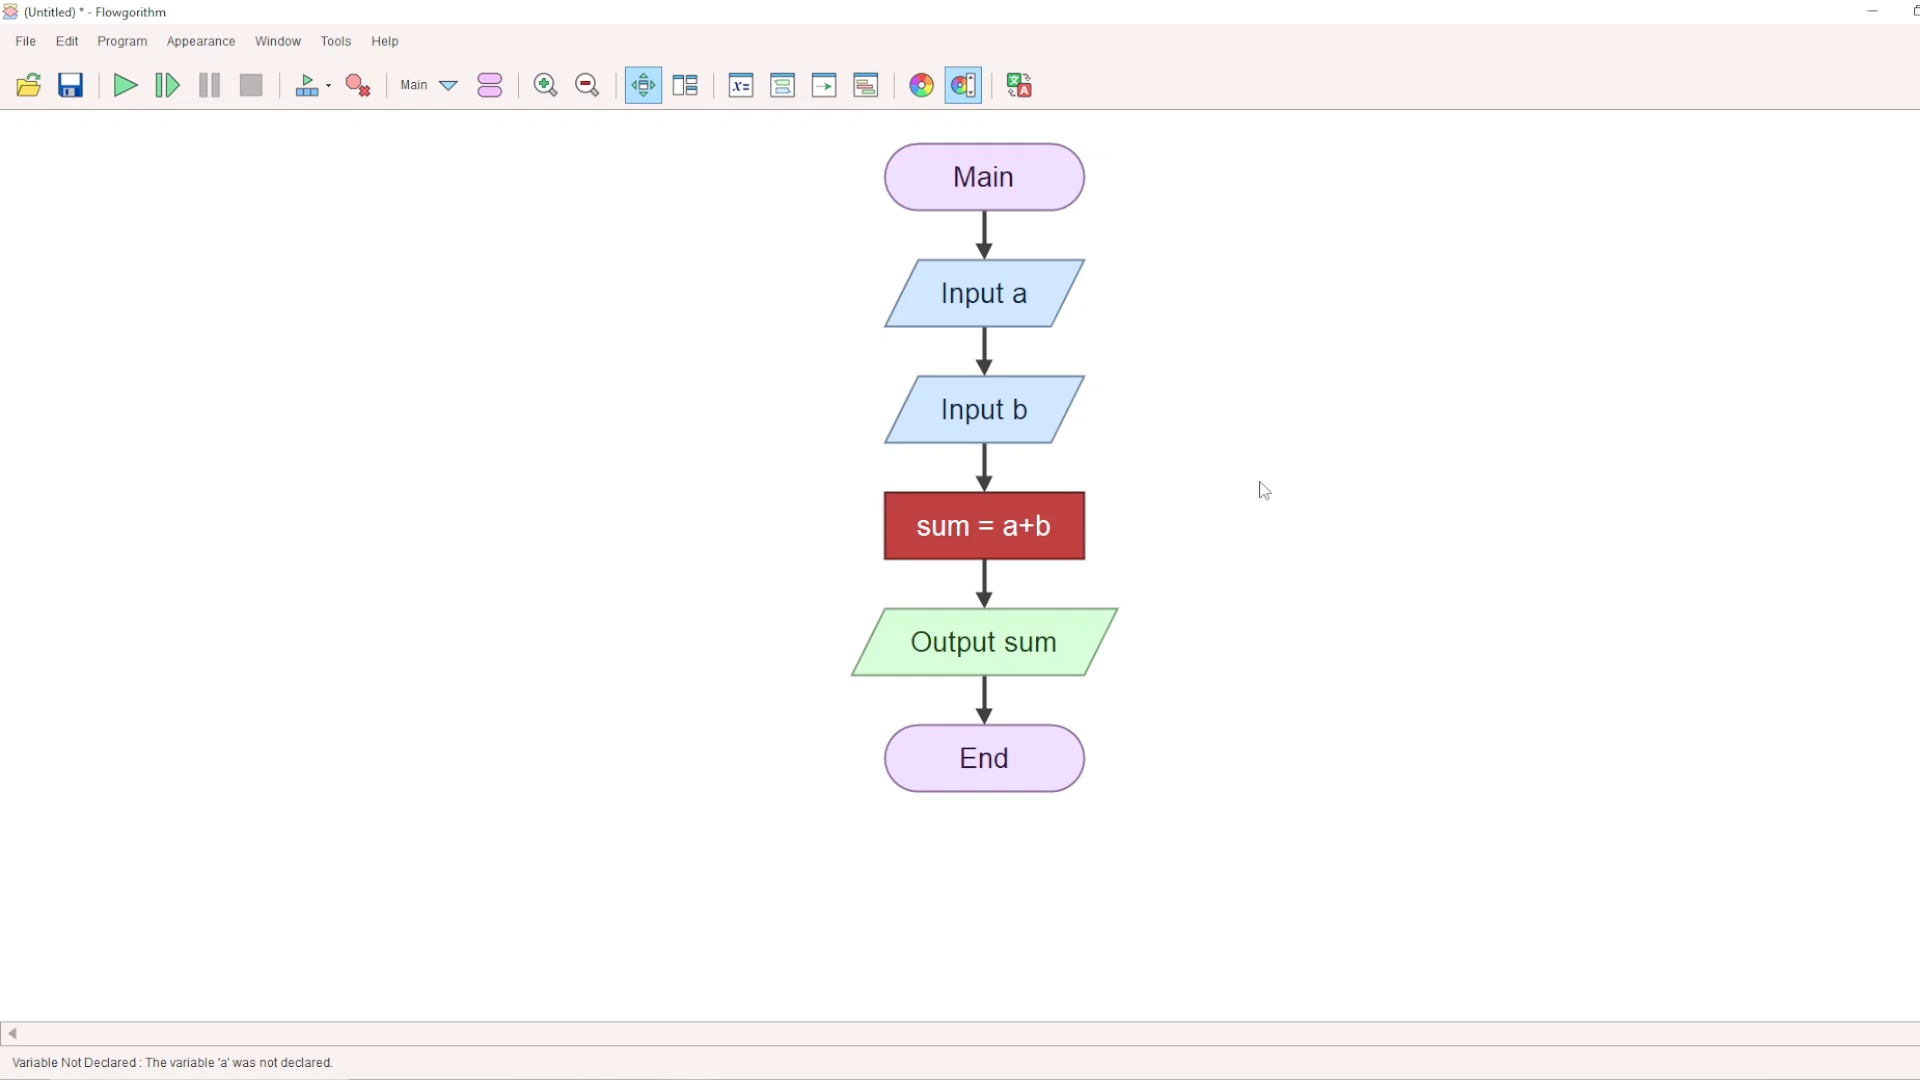 (Untitled) * - Flowgorithm
File Edit Program Appearance Window Tools Help
Main
x=
Main
Input a
Input b
sum = a+b
Output sum
End
Variable Not Declared : The variable 'a' was not declared.